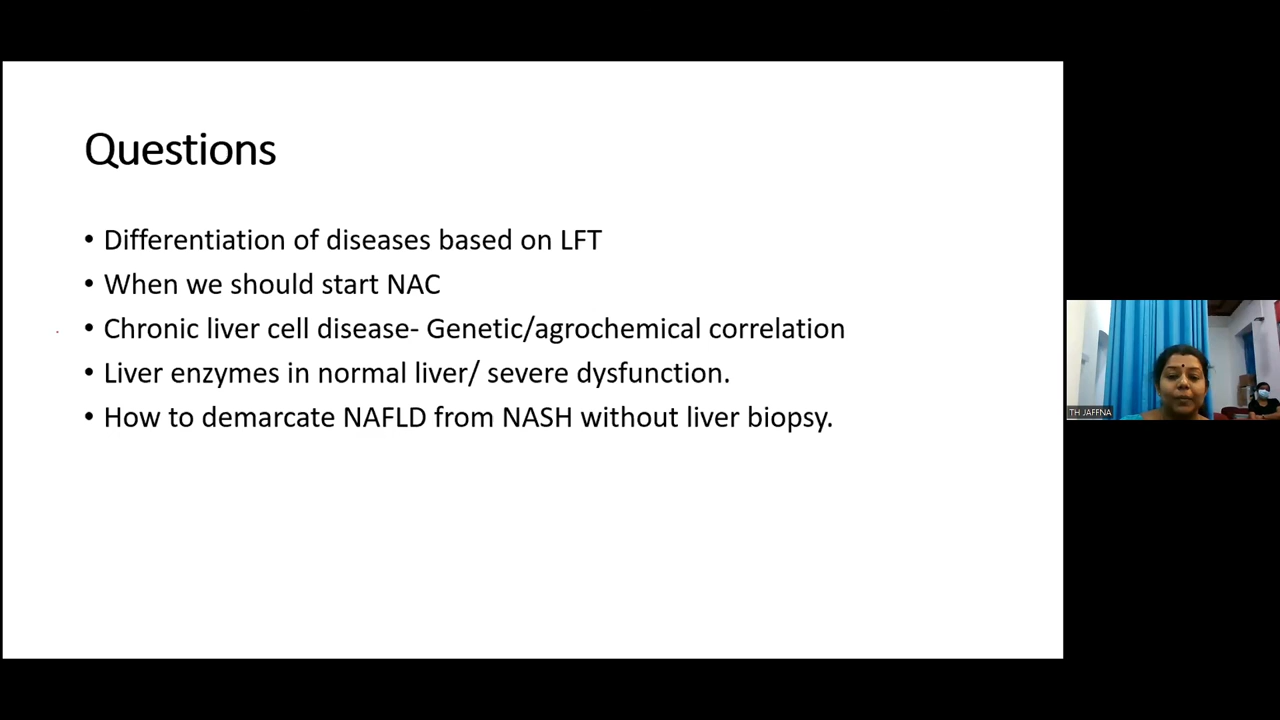 Questions
• Differentiation of diseases based on LFT
• When we should start NAC
• Chronic liver cell disease- Genetic/agrochemical correlation
• Liver enzymes in normal liver/ severe dysfunction.
• How to demarcate NAFLD from NASH without liver biopsy.
TH JAFFNA